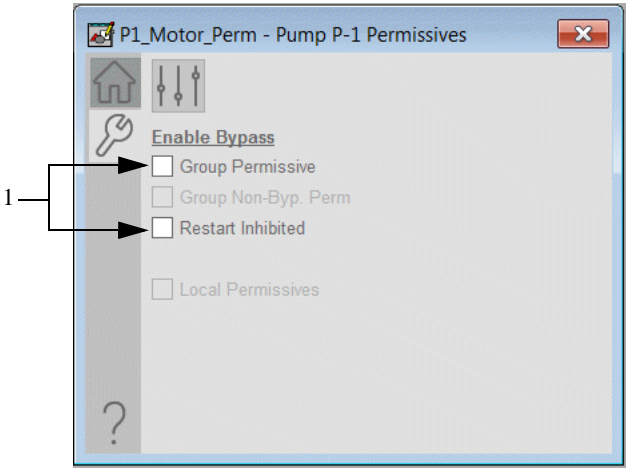 P1_Motor_Perm - Pump P-1 Permissives
Enable Bypass
Group Permissive
1
Group Non-Byp. Perm
Restart Inhibited
Local Permissives
?